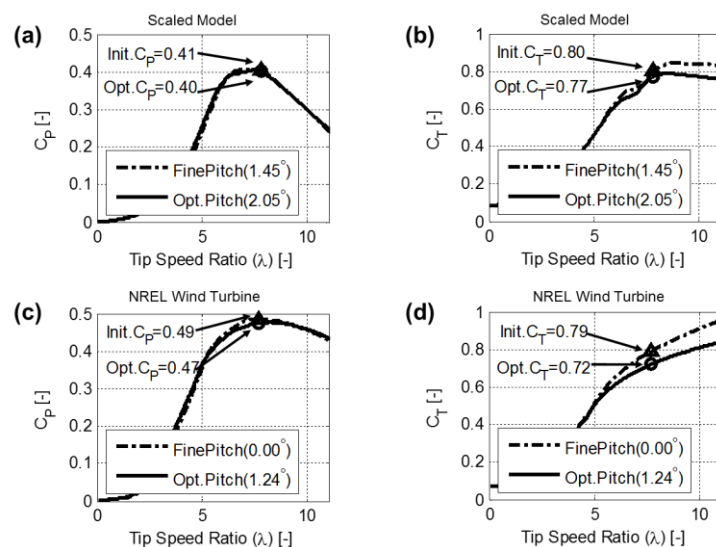 (a)
Scaled Model
0.5
0.4
0.3
0.2
0.1
0
C_P [-]
Init.C_P=0.41
Opt.C_P=0.40
FinePitch(1.45°)
Opt.Pitch(2.05°)
0 5 10
Tip Speed Ratio (λ) [-]
(b)
Scaled Model
1
0.8
0.6
0.4
0.2
0
C_T [-]
Init.C_T=0.80
Opt.C_T=0.77
FinePitch(1.45°)
Opt.Pitch(2.05°)
0 5 10
Tip Speed Ratio (λ) [-]
(c)
NREL Wind Turbine
0.5
0.4
0.3
0.2
0.1
0
C_P [-]
Init.C_P=0.49
Opt.C_P=0.47
FinePitch(0.00°)
Opt.Pitch(1.24°)
0 5 10
Tip Speed Ratio (λ) [-]
(d)
NREL Wind Turbine
1
0.8
0.6
0.4
0.2
0
C_T [-]
Init.C_T=0.79
Opt.C_T=0.72
FinePitch(0.00°)
Opt.Pitch(1.24°)
0 5 10
Tip Speed Ratio (λ) [-]